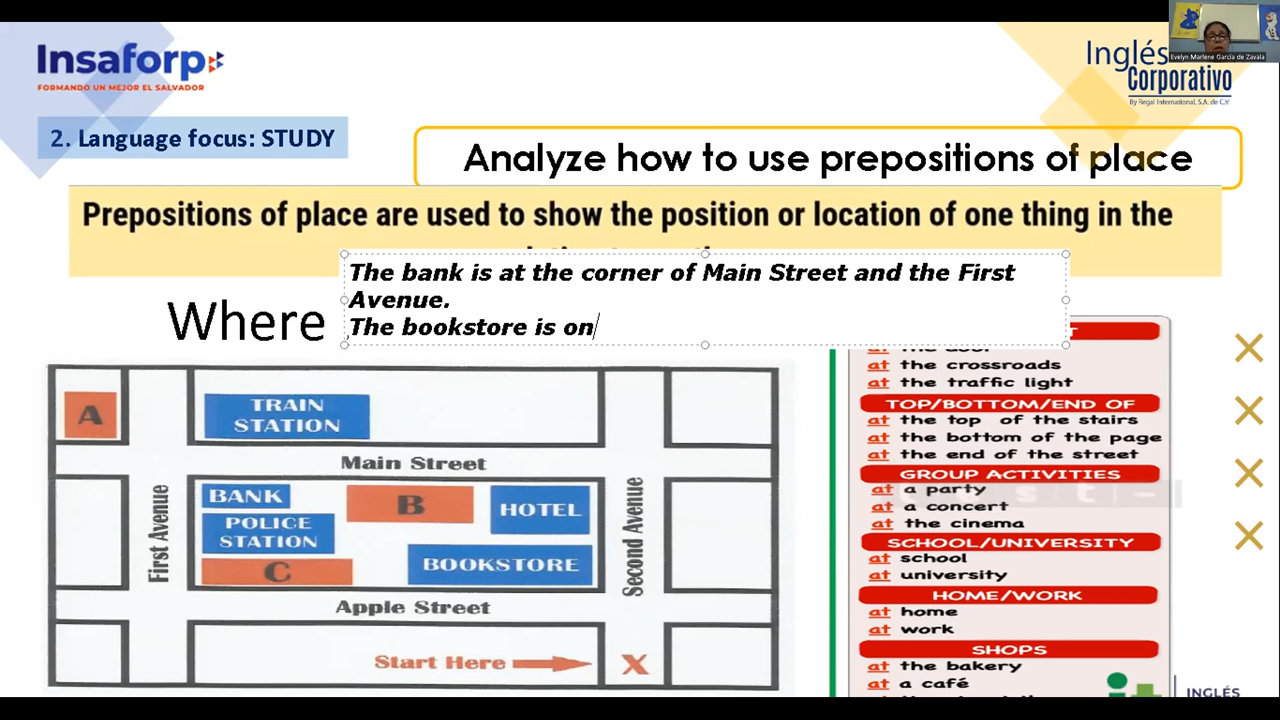 Insaforp
FORMANDO UN MEJOR EL SALVADOR
Inglés
Corporativo
By Regal International, S.A. de C.V
Evelyn Marlene García de Zavala
2. Language focus: STUDY
Analyze how to use prepositions of place
Prepositions of place are used to show the position or location of one thing in the
The bank is at the corner of Main Street and the First
Avenue.
The bookstore is on
Where
A
TRAIN
STATION
Main Street
First Avenue
BANK
POLICE
STATION
B
HOTEL
C
BOOKSTORE
Second Avenue
Apple Street
Start Here
X
at the crossroads
at the traffic light
TOP/BOTTOM/END OF
at the top of the stairs
at the bottom of the page
at the end of the street
GROUP ACTIVITIES
at a party
at a concert
at the cinema
SCHOOL/UNIVERSITY
at school
at university
HOME/WORK
at home
at work
SHOPS
at the bakery
at a café
INGLÉS